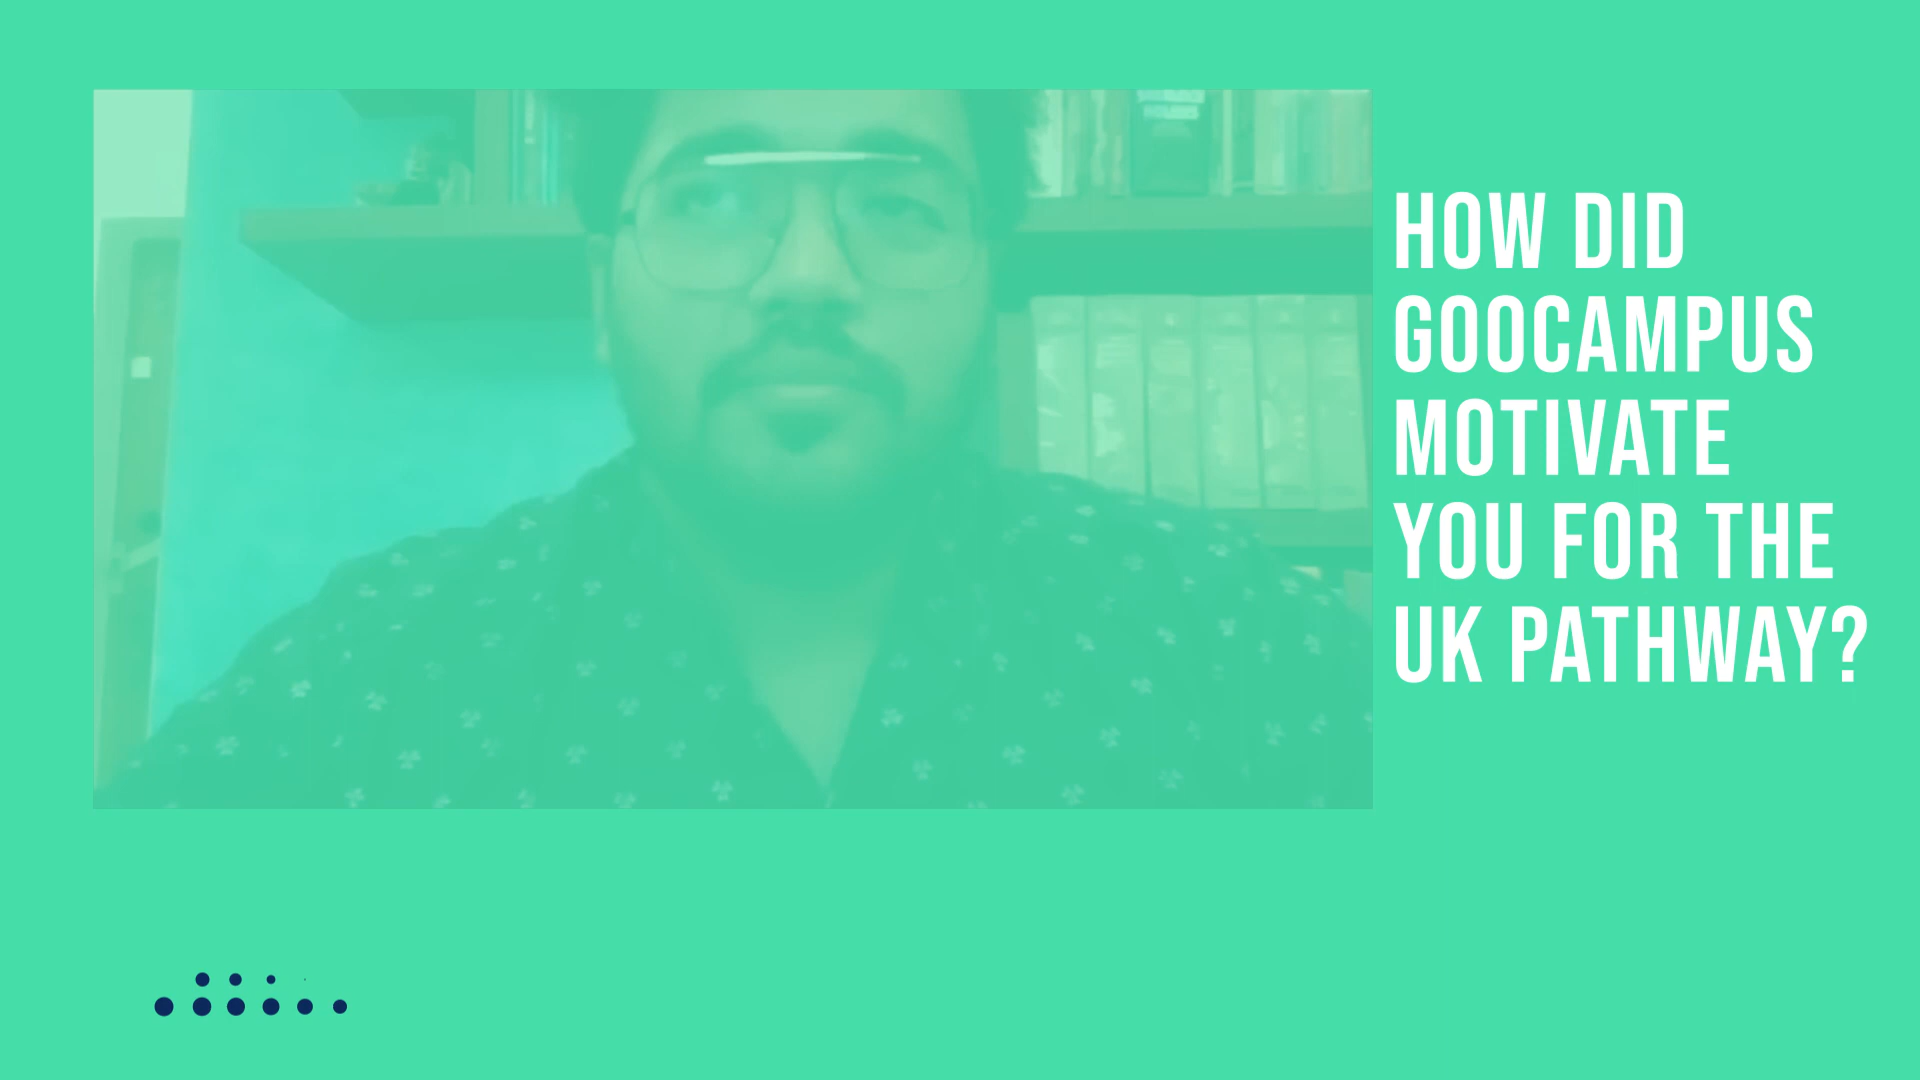 HOW DID
GOOCAMPUS
MOTIVATE
YOU FOR THE
UK PATHWAY?